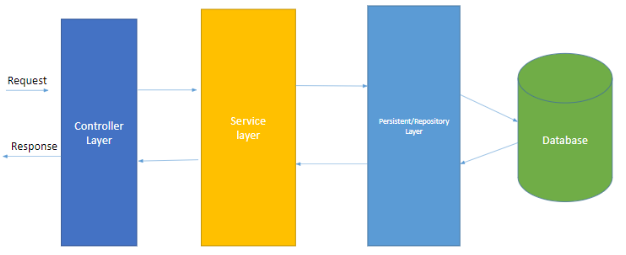 Request
Response
Controller
Layer
Service
layer
Persistent/Repository
Layer
Database